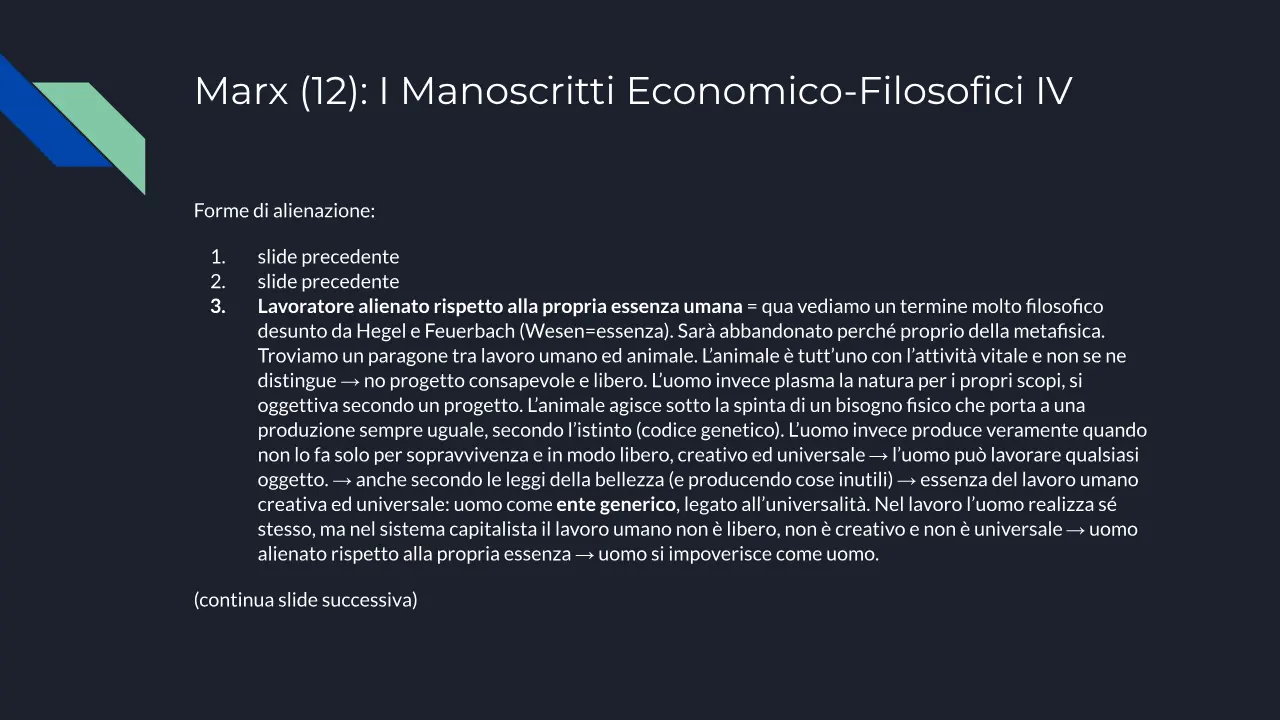 Marx (12): I Manoscritti Economico-Filosofici IV
Forme di alienazione:
1. slide precedente
2. slide precedente
3. Lavoratore alienato rispetto alla propria essenza umana = qua vediamo un termine molto filosofico
desunto da Hegel e Feuerbach (Wesen=essenza). Sarà abbandonato perché proprio della metafisica.
Troviamo un paragone tra lavoro umano ed animale. L’animale è tutt’uno con l’attività vitale e non se ne
distingue → no progetto consapevole e libero. L’uomo invece plasma la natura per i propri scopi, si
oggettiva secondo un progetto. L’animale agisce sotto la spinta di un bisogno fisico che porta a una
produzione sempre uguale, secondo l’istinto (codice genetico). L’uomo invece produce veramente quando
non lo fa solo per sopravvivenza e in modo libero, creativo ed universale → l’uomo può lavorare qualsiasi
oggetto. → anche secondo le leggi della bellezza (e producendo cose inutili) → essenza del lavoro umano
creativa ed universale: uomo come ente generico, legato all’universalità. Nel lavoro l’uomo realizza sé
stesso, ma nel sistema capitalista il lavoro umano non è libero, non è creativo e non è universale → uomo
alienato rispetto alla propria essenza → uomo si impoverisce come uomo.
(continua slide successiva)